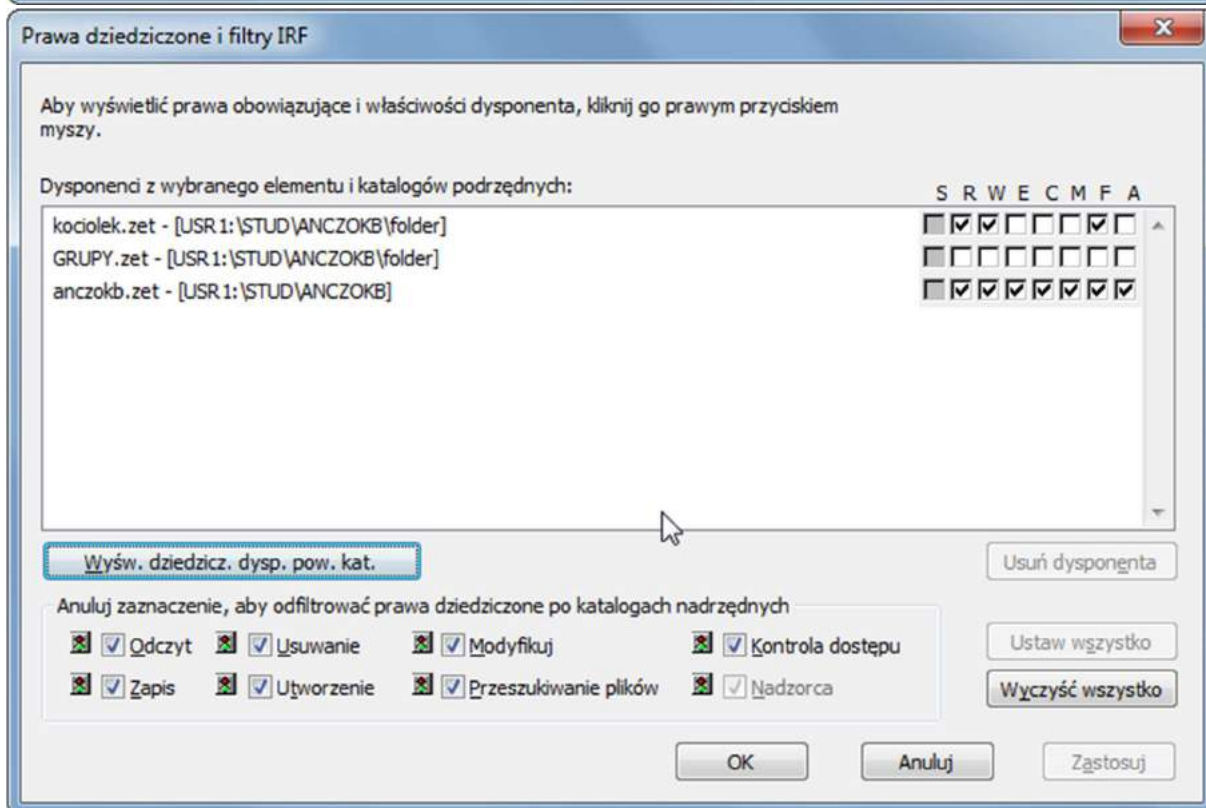 Prawa dziedziczone i filtry IRF
Aby wyświetlić prawa obowiązujące i właściwości dysponenta, kliknij go prawym przyciskiem
myszy.
Dysponenci z wybranego elementu i katalogów podrzędnych:
S R W E C M F A
kociolek.zet - [USR1:\STUD\ANCZOKB\folder]
GRUPY.zet - [USR1:\STUD\ANCZOKB\folder]
anczokb.zet - [USR1:\STUD\ANCZOKB]
Wyśw. dziedzicz. dysp. pow. kat.
Usuń dysponenta
Anuluj zaznaczenie, aby odfiltrować prawa dziedziczone po katalogach nadrzędnych
Odczyt Usuwanie Modyfikuj Kontrola dostępu
Ustaw wszystko
Zapis Utworzenie Przeszukiwanie plików Nadzorca
Wyczyść wszystko
OK Anuluj Zastosuj